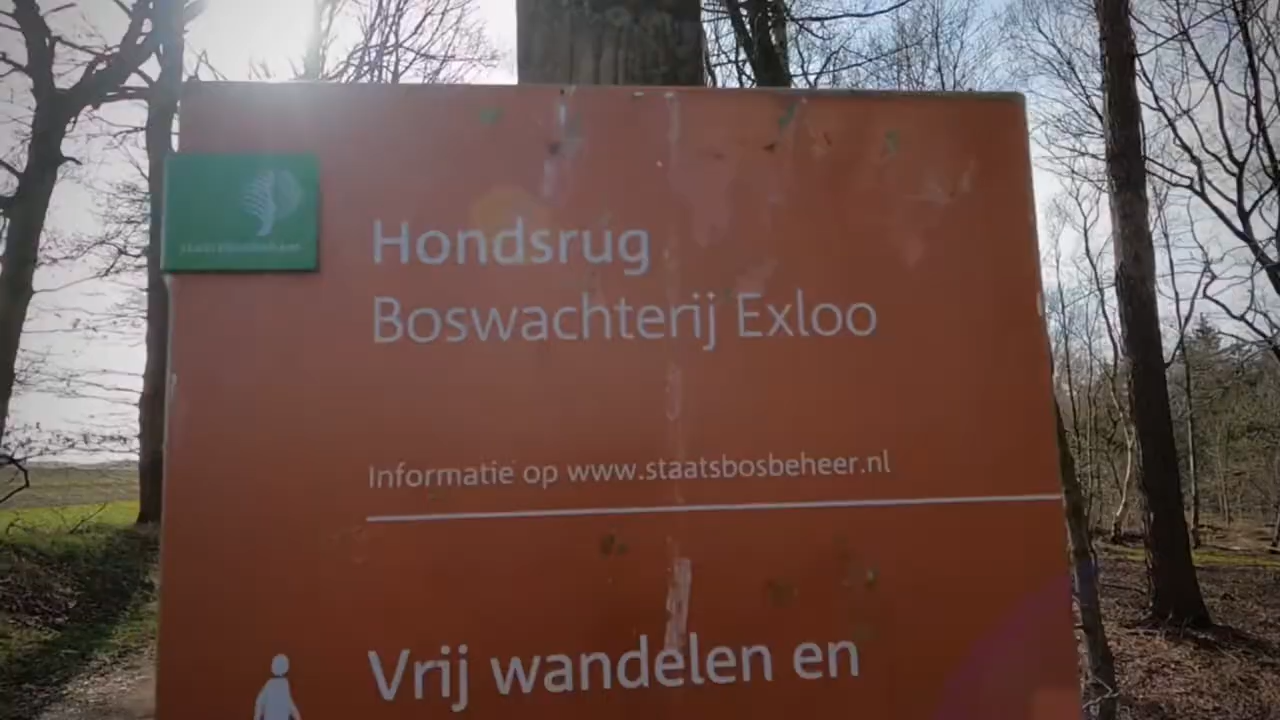 Staatsbosbeheer
Hondsrug
Boswachterij Exloo
Informatie op www.staatsbosbeheer.nl
Vrij wandelen en